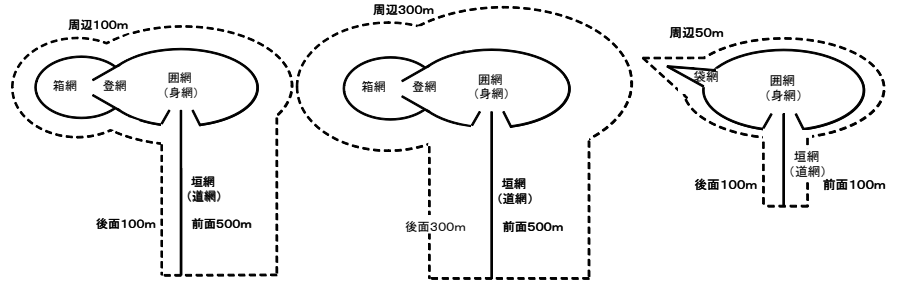 周辺100m
箱網
登網
囲網
（身網）
垣網
（道網）
後面100m
前面500m
周辺300m
箱網
登網
囲網
（身網）
垣網
（道網）
後面300m
前面500m
周辺50m
袋網
囲網
（身網）
垣網
（道網）
後面100m
前面100m